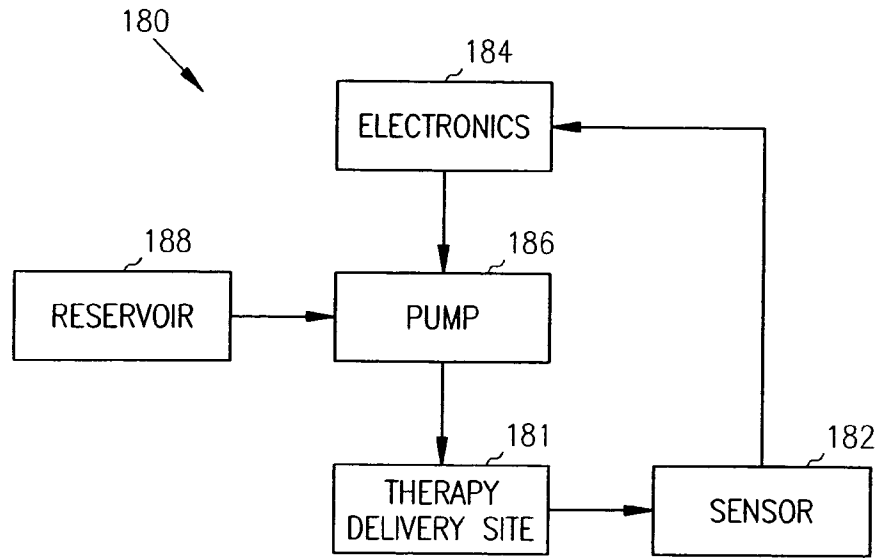 180
184
ELECTRONICS
188
RESERVOIR
186
PUMP
181
THERAPY
DELIVERY SITE
182
SENSOR